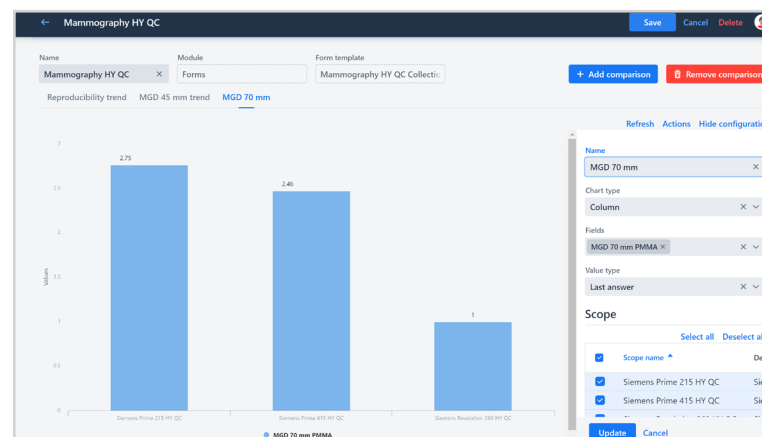 ← Mammography HY QC Save Cancel Delete
Name Module Form template
Mammography HY QC × Forms Mammography HY QC Collectio + Add comparison Remove comparison
Reproducibility trend MGD 45 mm trend MGD 70 mm
Refresh Actions Hide configuratio
Name
MGD 70 mm ×
Chart type
Column ×
Fields
MGD 70 mm PMMA × ×
Value type
Last answer ×
Scope
Select all Deselect al
Scope name De
Siemens Prime 215 HY QC Sie
Siemens Prime 415 HY QC Sie
Update Cancel
3
2.75
2.5
2.46
2
Values
1.5
1
1
0.5
0
Siemens Prime 215 HY QC Siemens Prime 415 HY QC Siemens Revolution 260 HY QC
MGD 70 mm PMMA